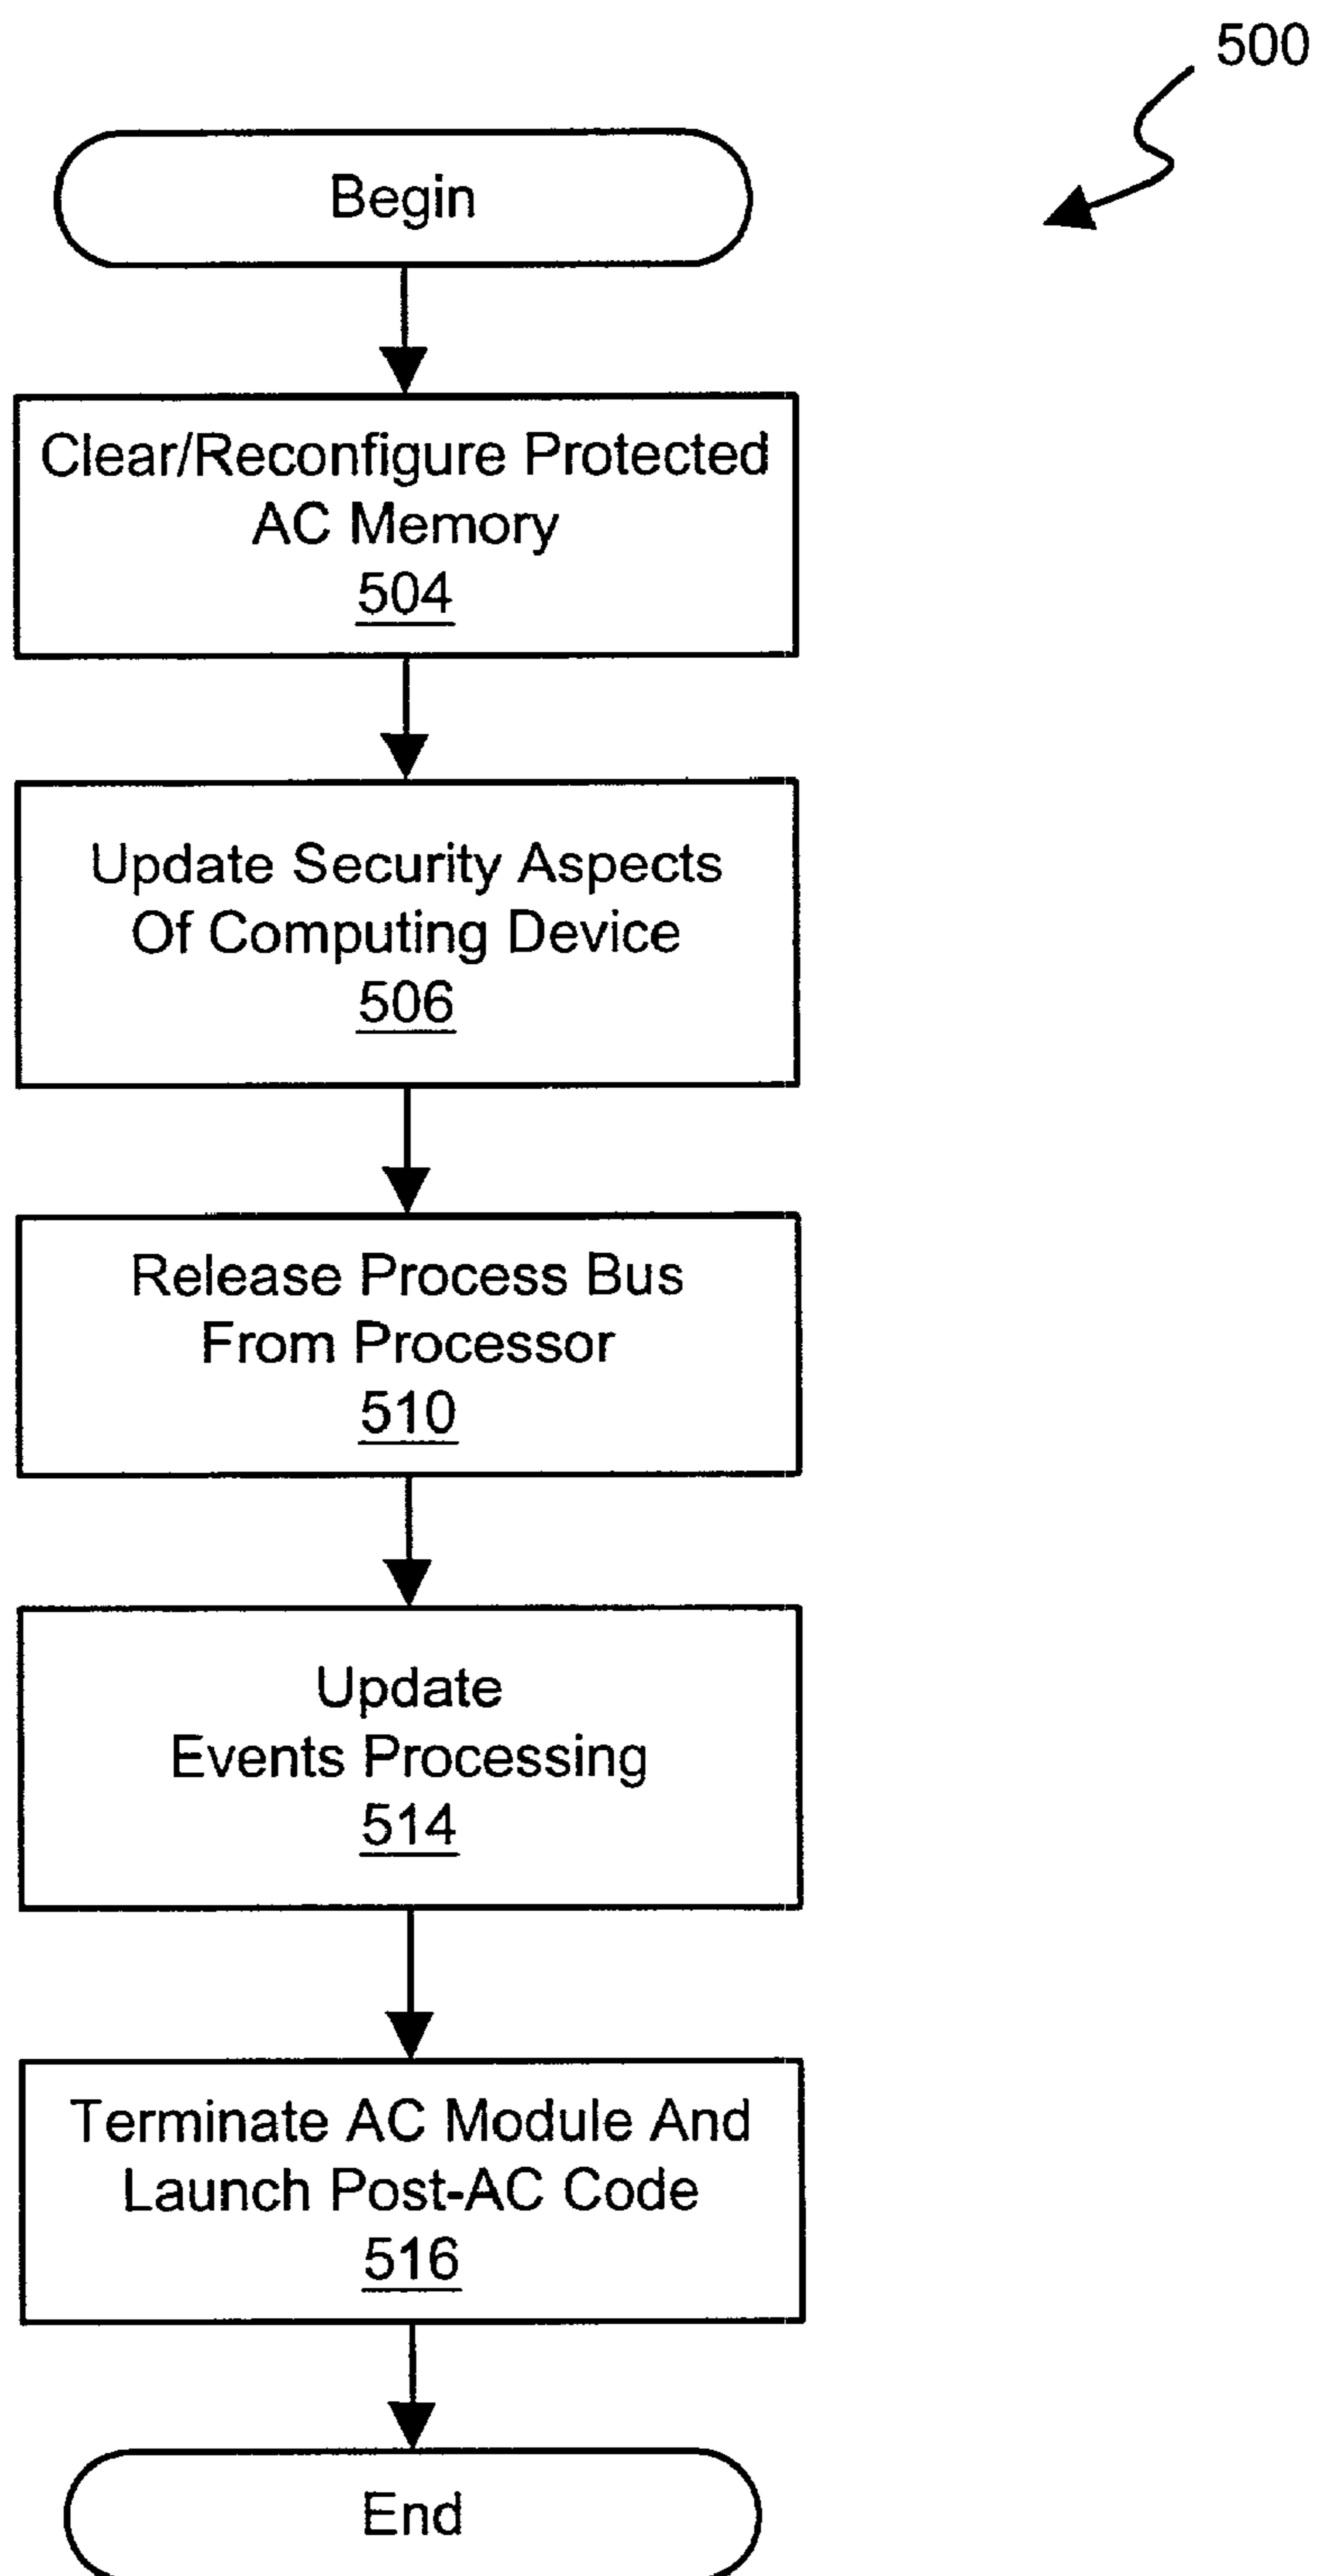 500
Begin
Clear/Reconfigure Protected
AC Memory
504
Update Security Aspects
Of Computing Device
506
Release Process Bus
From Processor
510
Update
Events Processing
514
Terminate AC Module And
Launch Post-AC Code
516
End